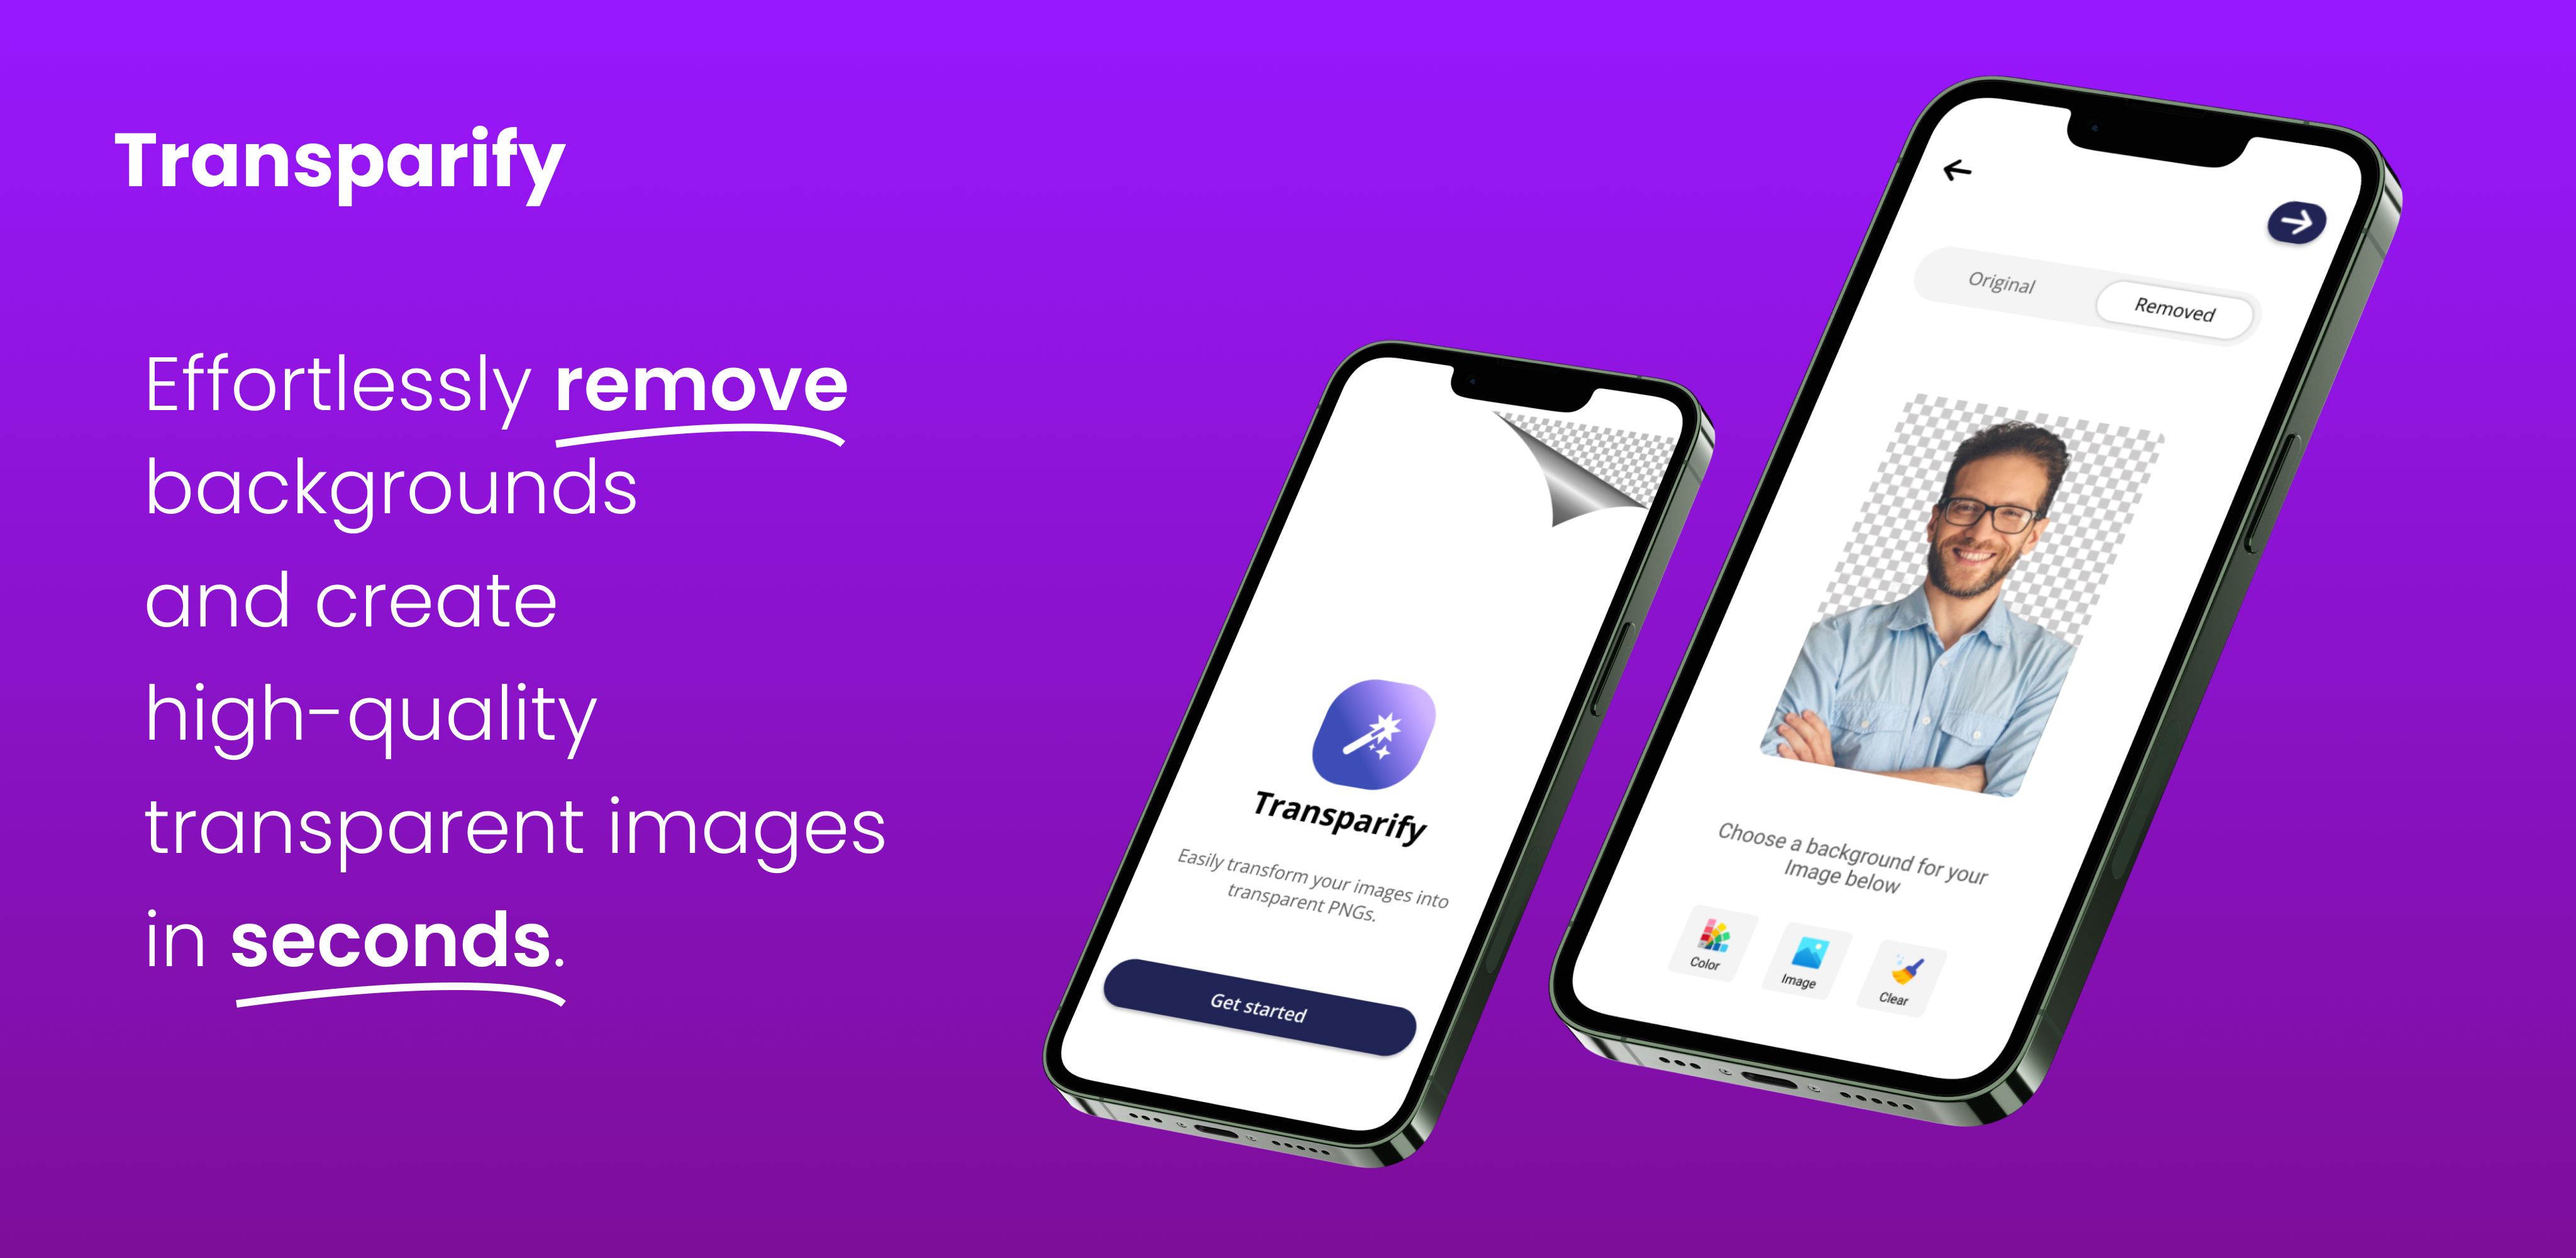 Transparify
Effortlessly remove
backgrounds
and create
high-quality
transparent images
in seconds.
Transparify
Easily transform your images into
transparent PNGs.
Get started
Original
Removed
Choose a background for your
Image below
Color
Image
Clear